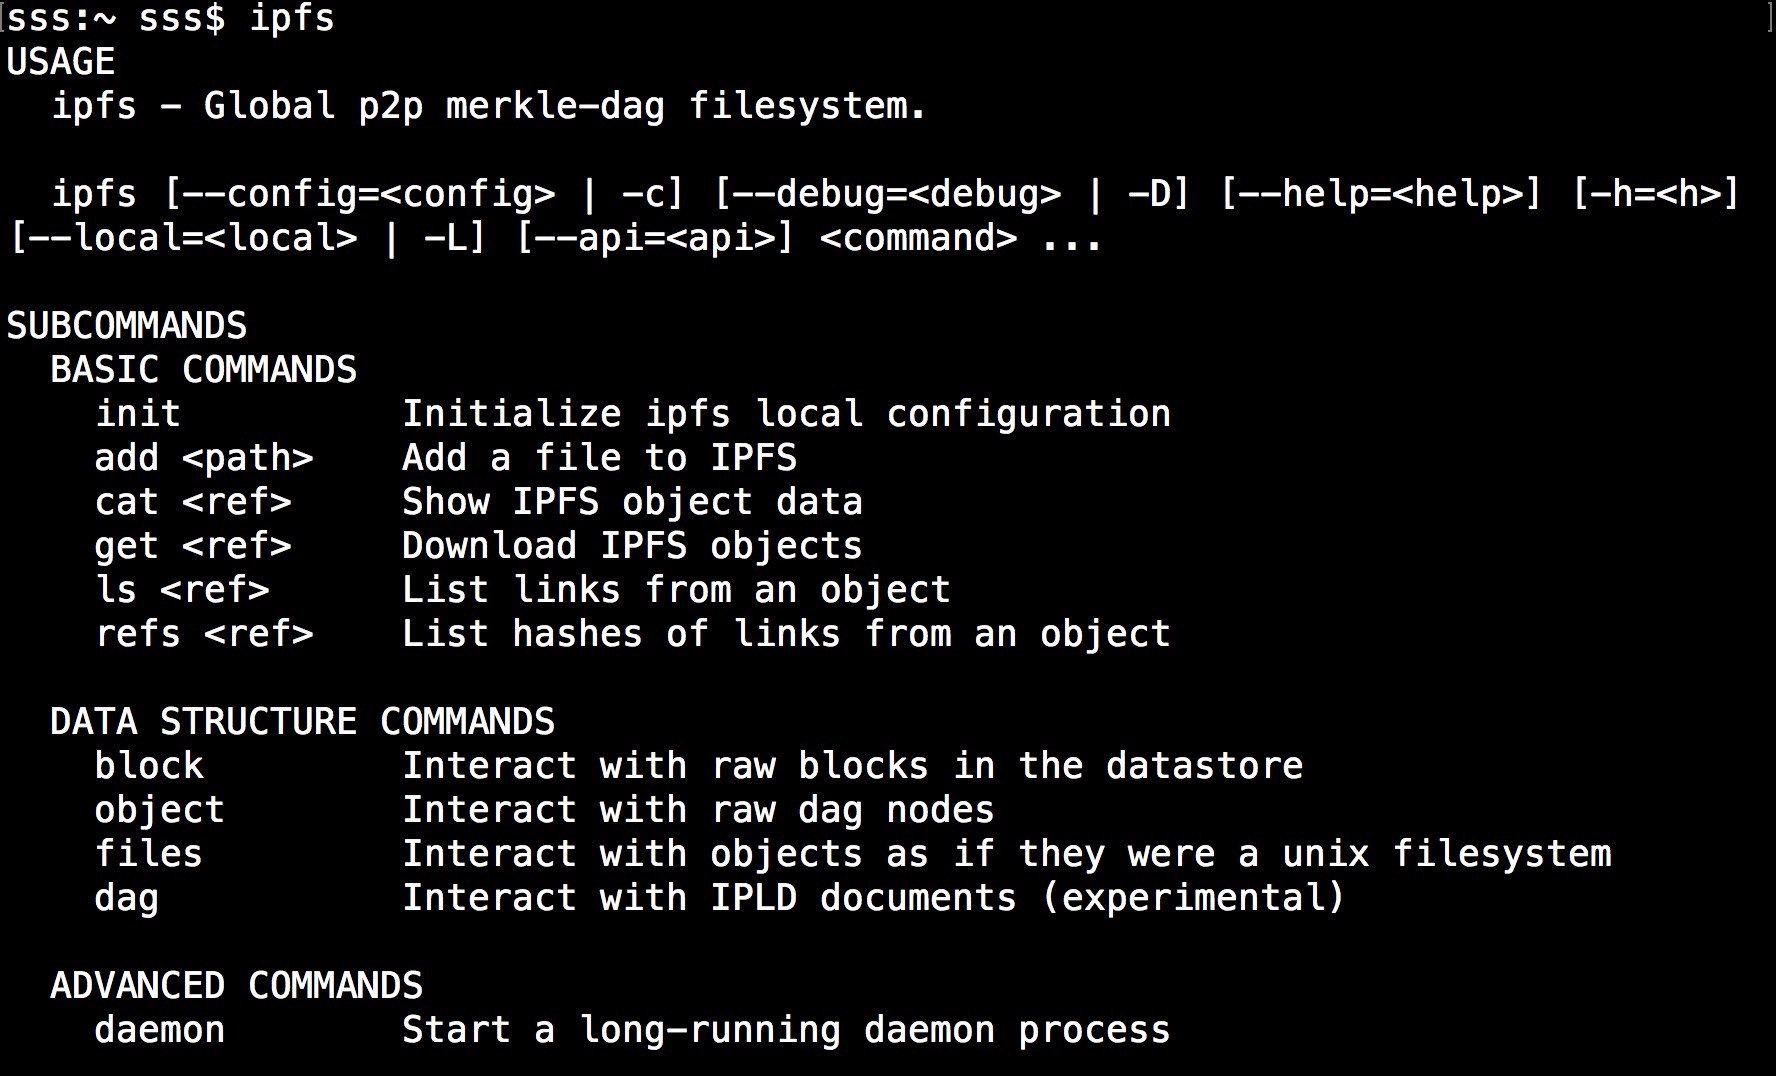 [sss:~ sss$ ipfs ]
USAGE
  ipfs - Global p2p merkle-dag filesystem.

  ipfs [--config=<config> | -c] [--debug=<debug> | -D] [--help=<help>] [-h=<h>]
[--local=<local> | -L] [--api=<api>] <command> ...

SUBCOMMANDS
  BASIC COMMANDS
    init          Initialize ipfs local configuration
    add <path>    Add a file to IPFS
    cat <ref>     Show IPFS object data
    get <ref>     Download IPFS objects
    ls <ref>      List links from an object
    refs <ref>    List hashes of links from an object

  DATA STRUCTURE COMMANDS
    block         Interact with raw blocks in the datastore
    object        Interact with raw dag nodes
    files         Interact with objects as if they were a unix filesystem
    dag           Interact with IPLD documents (experimental)

  ADVANCED COMMANDS
    daemon        Start a long-running daemon process